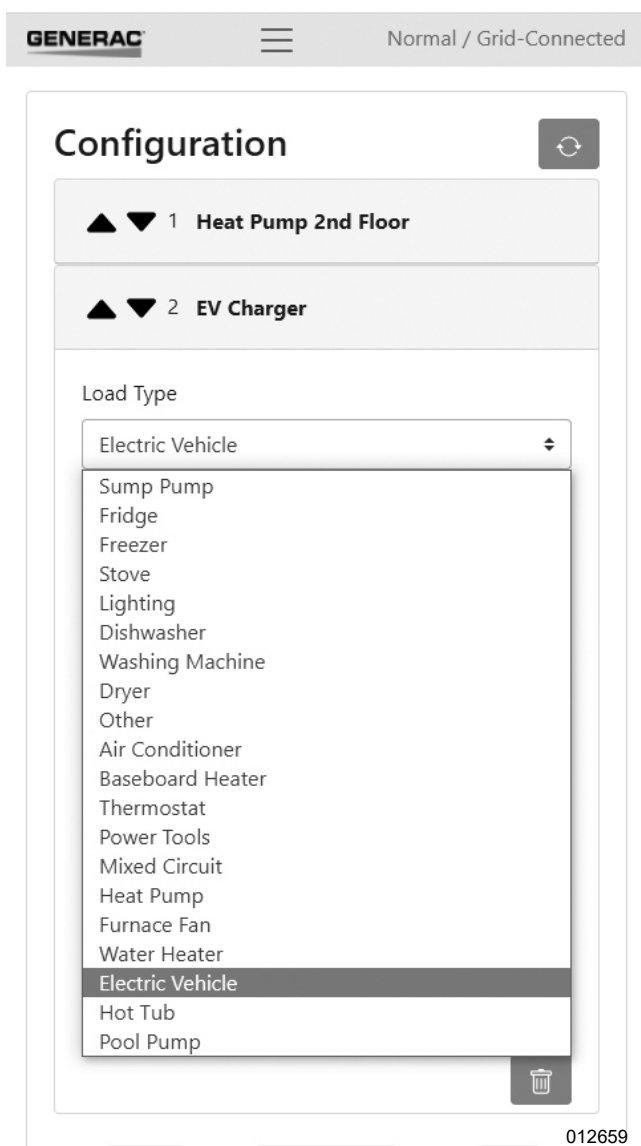 GENERAC
Normal / Grid-Connected
Configuration
1 Heat Pump 2nd Floor
2 EV Charger
Load Type
Electric Vehicle
Sump Pump
Fridge
Freezer
Stove
Lighting
Dishwasher
Washing Machine
Dryer
Other
Air Conditioner
Baseboard Heater
Thermostat
Power Tools
Mixed Circuit
Heat Pump
Furnace Fan
Water Heater
Electric Vehicle
Hot Tub
Pool Pump
012659